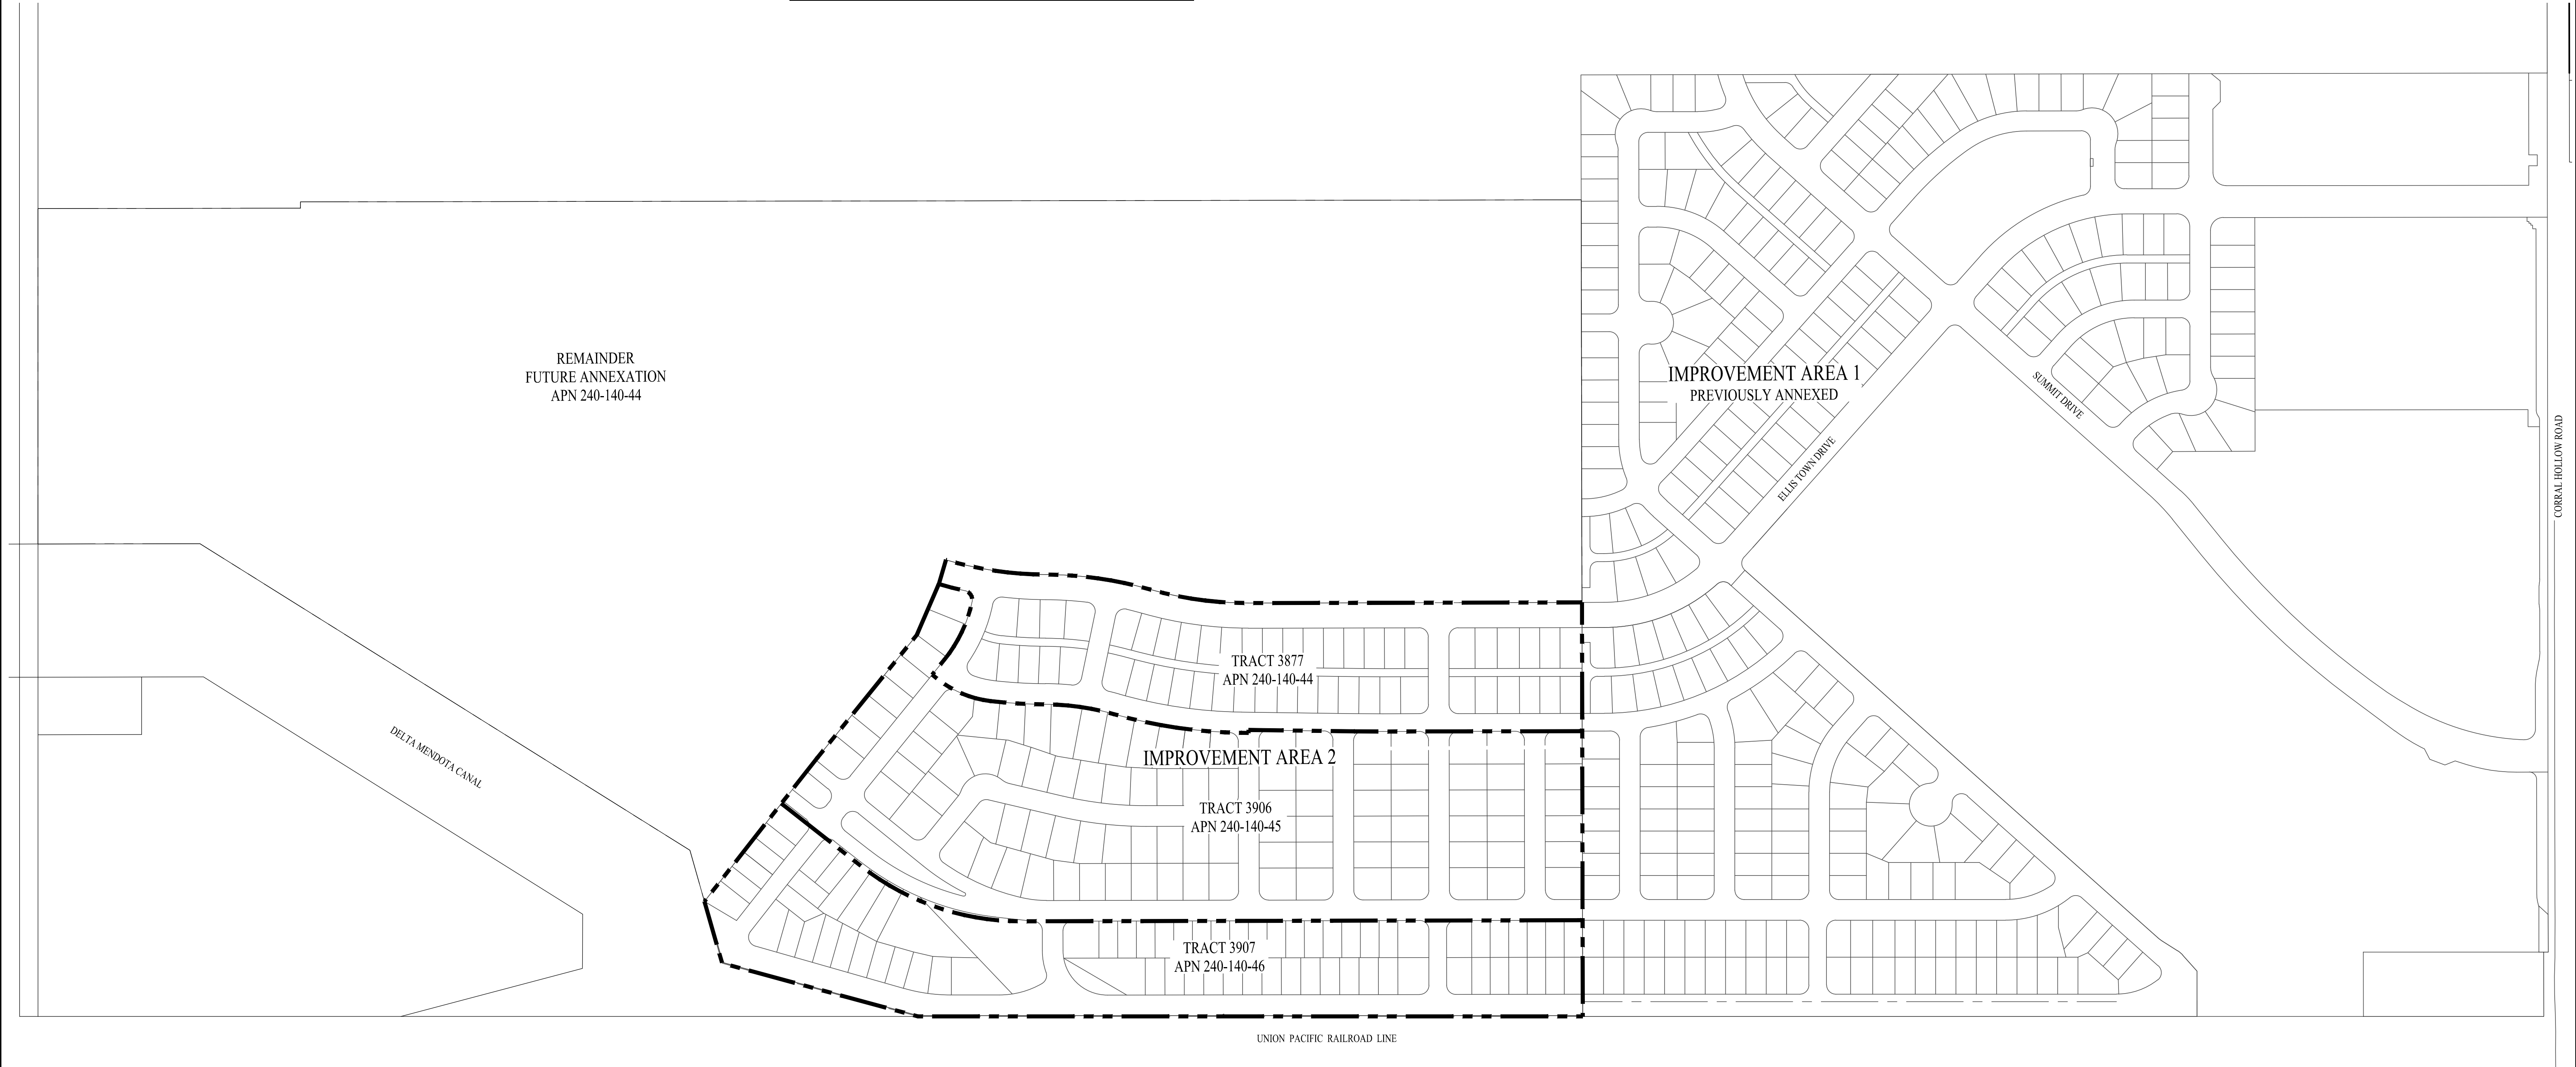 REMAINDER
FUTURE ANNEXATION
APN 240-140-44
IMPROVEMENT AREA 1
PREVIOUSLY ANNEXED
SUMMIT DRIVE
ELLIS TOWN DRIVE
CORRAL HOLLOW ROAD
TRACT 3877
APN 240-140-44
DELTA MENDOTA CANAL
IMPROVEMENT AREA 2
TRACT 3906
APN 240-140-45
TRACT 3907
APN 240-140-46
UNION PACIFIC RAILROAD LINE